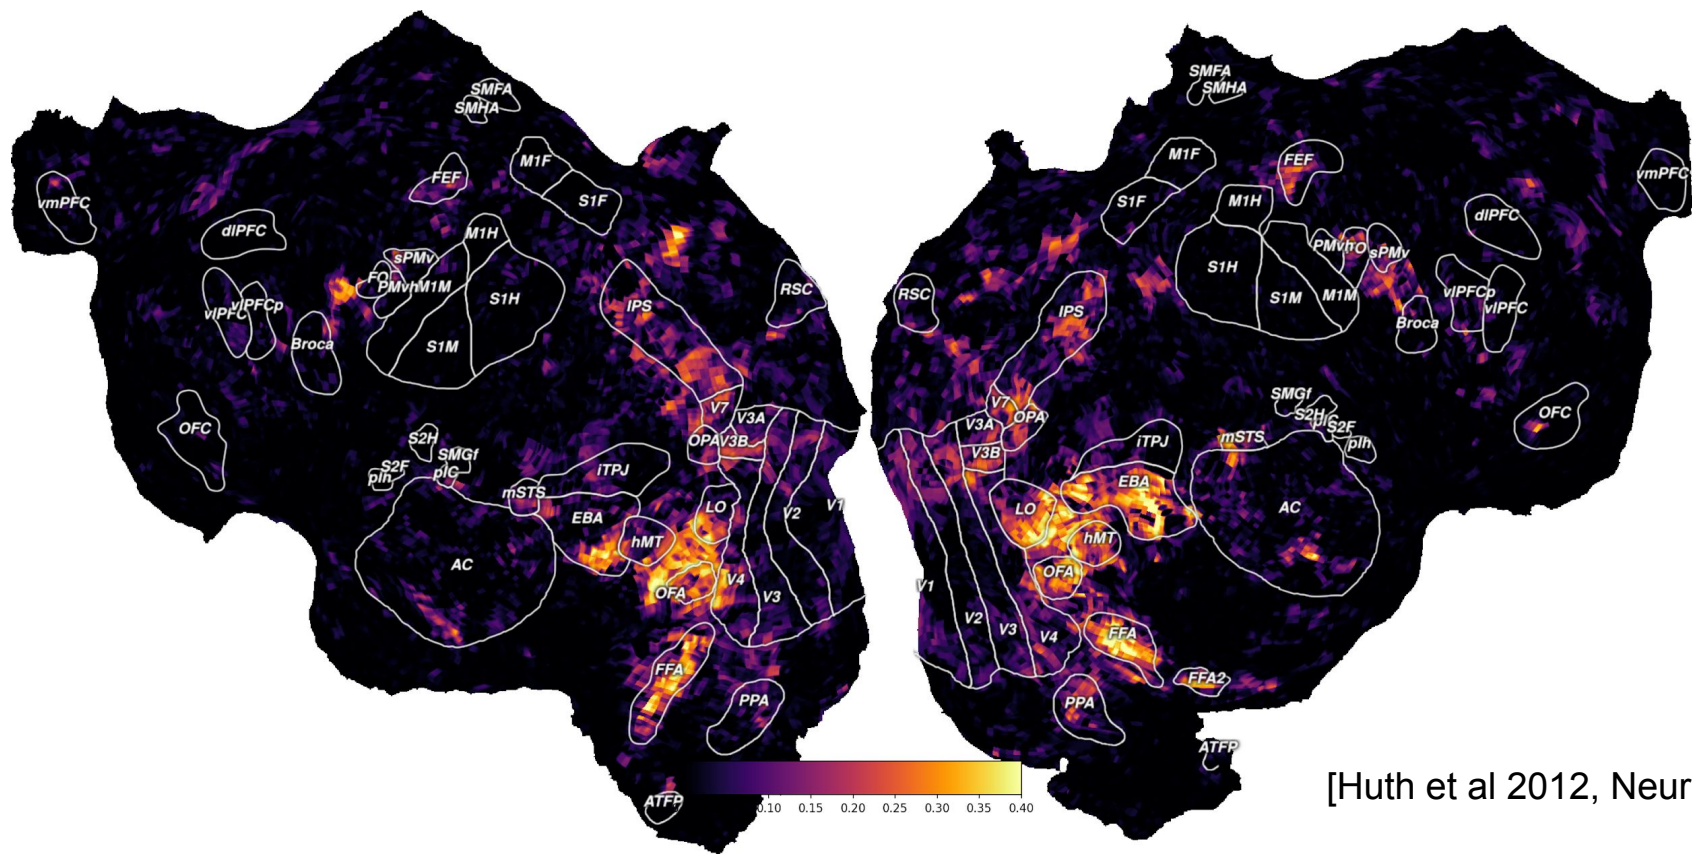 SMFA
SMHA
M1F
FEF
S1F
vmPFC
dlPFC
M1H
sPMv
FO
PMvh
M1M
S1H
IPS
RSC
vlPFC
vlPFCp
Broca
S1M
V7
V3A
OFC
S2H
OPA
V3B
SMGf
S2F
pIh
pIC
iTPJ
mSTS
EBA
LO
V1
V2
hMT
AC
V4
OFA
V3
FFA
PPA
ATFP
SMFA
SMHA
M1F
FEF
S1F
M1H
vmPFC
dlPFC
PMvh
FO
sPMv
S1H
RSC
S1M
M1M
vlPFCp
vlPFC
IPS
Broca
SMGf
V7
OPA
S2H
pIC
S2F
pIh
OFC
V3A
iTPJ
mSTS
V3B
EBA
LO
AC
hMT
OFA
V1
V2
V3
V4
FFA
FFA2
PPA
ATFP
0.10 0.15 0.20 0.25 0.30 0.35 0.40
[Huth et al 2012, Neur